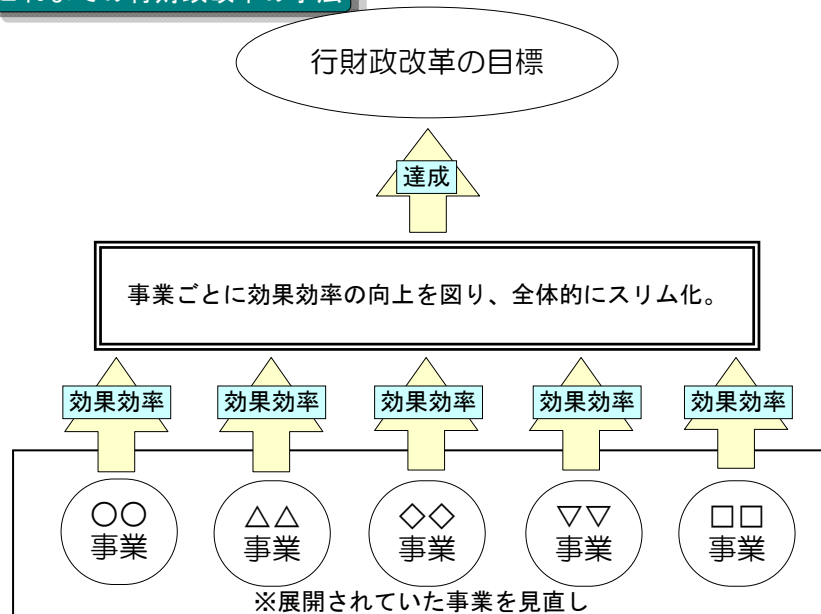 これまでの行財政改革の手法
行財政改革の目標
達成
事業ごとに効果効率の向上を図り、全体的にスリム化。
効果効率 効果効率 効果効率 効果効率 効果効率
○○ △△ ◇◇ ▽▽ □□
事業 事業 事業 事業 事業
※展開されていた事業を見直し